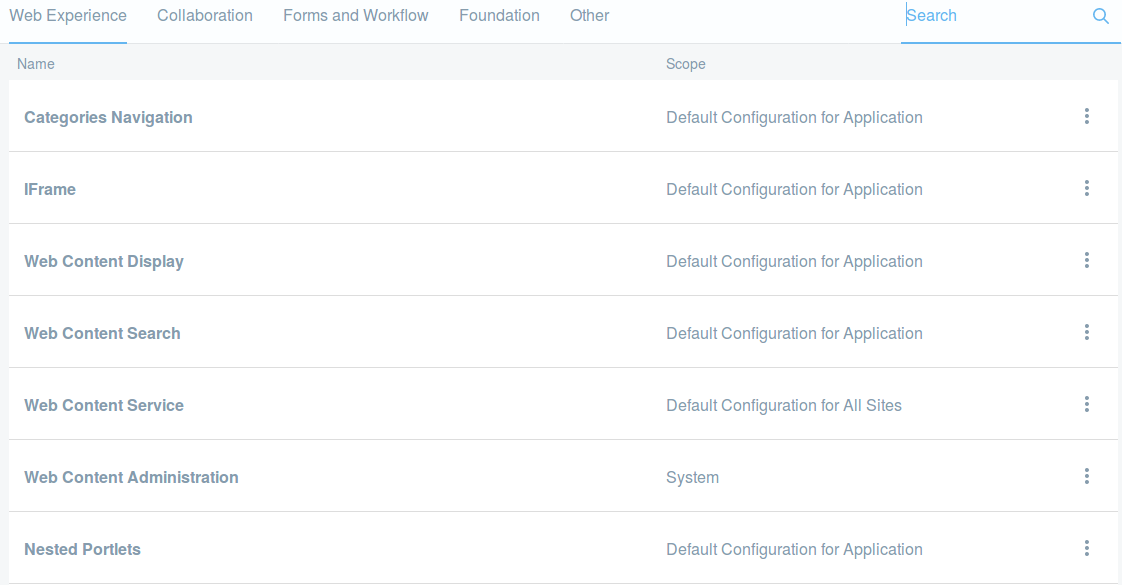 Web Experience Collaboration Forms and Workflow Foundation Other Search
Name Scope
Categories Navigation Default Configuration for Application
IFrame Default Configuration for Application
Web Content Display Default Configuration for Application
Web Content Search Default Configuration for Application
Web Content Service Default Configuration for All Sites
Web Content Administration System
Nested Portlets Default Configuration for Application